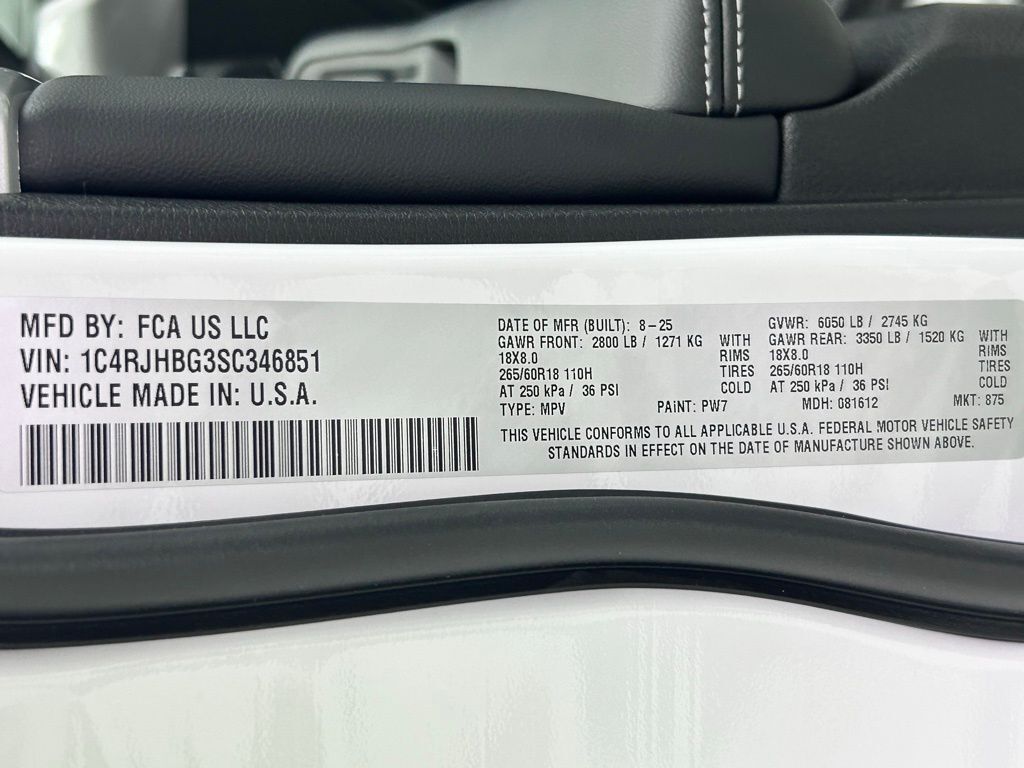 MFD BY: FCA US LLC
VIN: 1C4RJHBG3SC346851
VEHICLE MADE IN: U.S.A.
DATE OF MFR (BUILT): 8-25
GAWR FRONT: 2800 LB / 1271 KG WITH
18X8.0 RIMS
265/60R18 110H TIRES
AT 250 kPa / 36 PSI COLD
TYPE: MPV PAINT: PW7
GVWR: 6050 LB / 2745 KG
GAWR REAR: 3350 LB / 1520 KG WITH
18X8.0 RIMS
265/60R18 110H TIRES
AT 250 kPa / 36 PSI COLD
MDH: 081612 MKT: 875
THIS VEHICLE CONFORMS TO ALL APPLICABLE U.S.A. FEDERAL MOTOR VEHICLE SAFETY
STANDARDS IN EFFECT ON THE DATE OF MANUFACTURE SHOWN ABOVE.